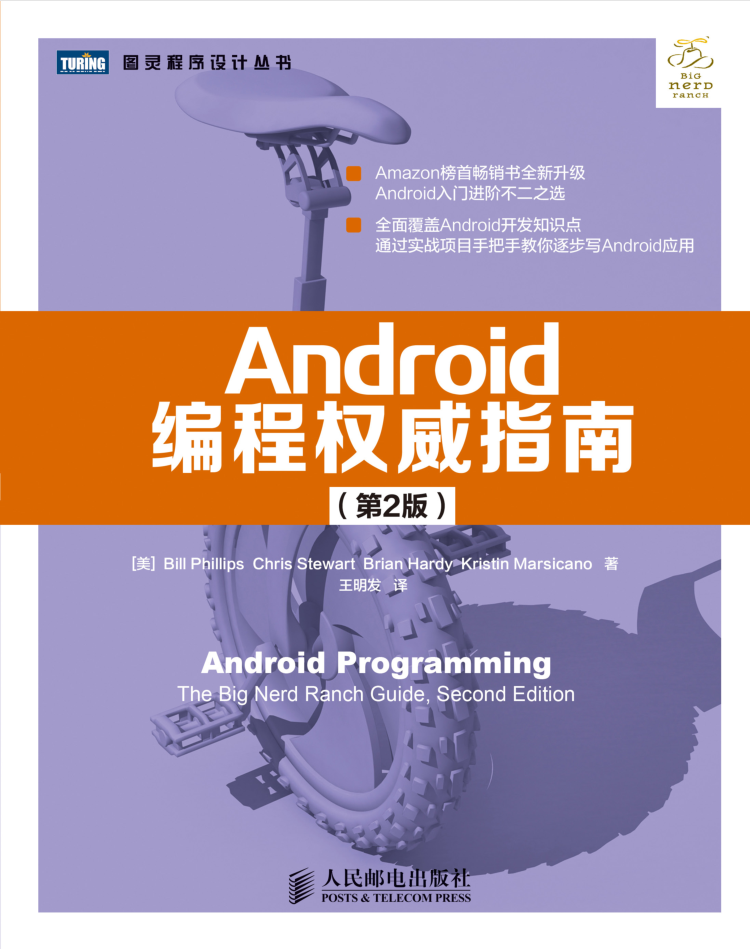 TURING 图灵程序设计丛书
BiG
nerD
rancH
Amazon榜首畅销书全新升级
Android入门进阶不二之选
全面覆盖Android开发知识点
通过实战项目手把手教你逐步写Android应用
Android
编程权威指南
（第2版）
[美] Bill Phillips Chris Stewart Brian Hardy Kristin Marsicano 著
王明发 译
Android Programming
The Big Nerd Ranch Guide, Second Edition
人民邮电出版社
POSTS & TELECOM PRESS